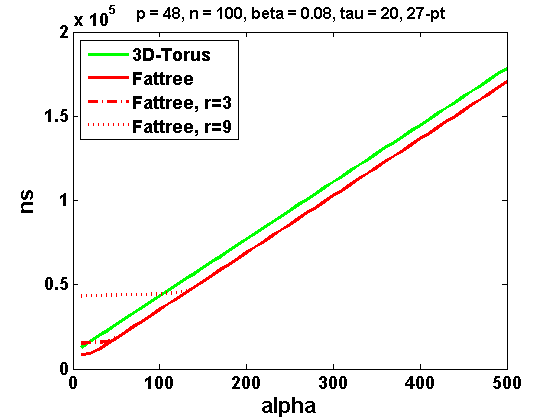 p = 48, n = 100, beta = 0.08, tau = 20, 27-pt
x 10^5
2
1.5
1
0.5
0
ns
3D-Torus
Fattree
Fattree, r=3
Fattree, r=9
0 100 200 300 400 500
alpha